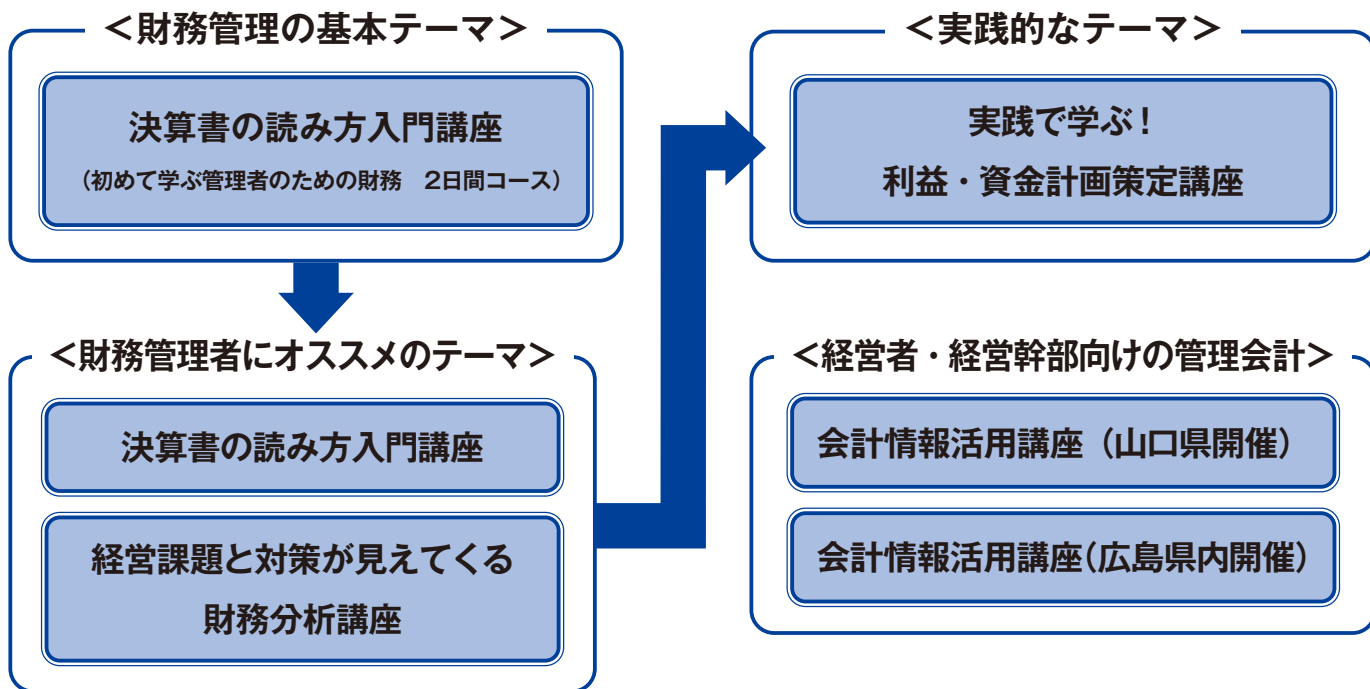 ＜財務管理の基本テーマ＞
決算書の読み方入門講座
（初めて学ぶ管理者のための財務　2日間コース）
＜財務管理者にオススメのテーマ＞
決算書の読み方入門講座
経営課題と対策が見えてくる
財務分析講座
＜実践的なテーマ＞
実践で学ぶ！
利益・資金計画策定講座
＜経営者・経営幹部向けの管理会計＞
会計情報活用講座（山口県開催）
会計情報活用講座（広島県内開催）